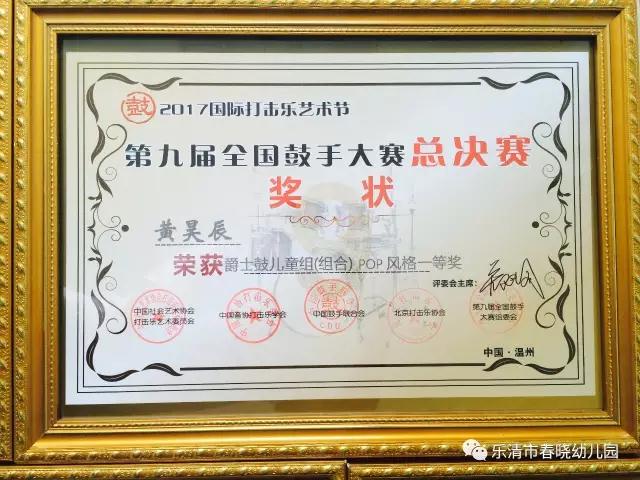 鼓 2017国际打击乐艺术节
第九届全国鼓手大赛总决赛
奖 状
黄昊辰
荣获爵士鼓儿童组(组合) POP 风格一等奖
评委会主席:
中国社会艺术协会
打击乐艺术委员会
中国音协打击乐学会
中国鼓手联合会
CDU
北京打击乐协会
第九届全国鼓手
大赛组委会
中国·温州
乐清市春晓幼儿园